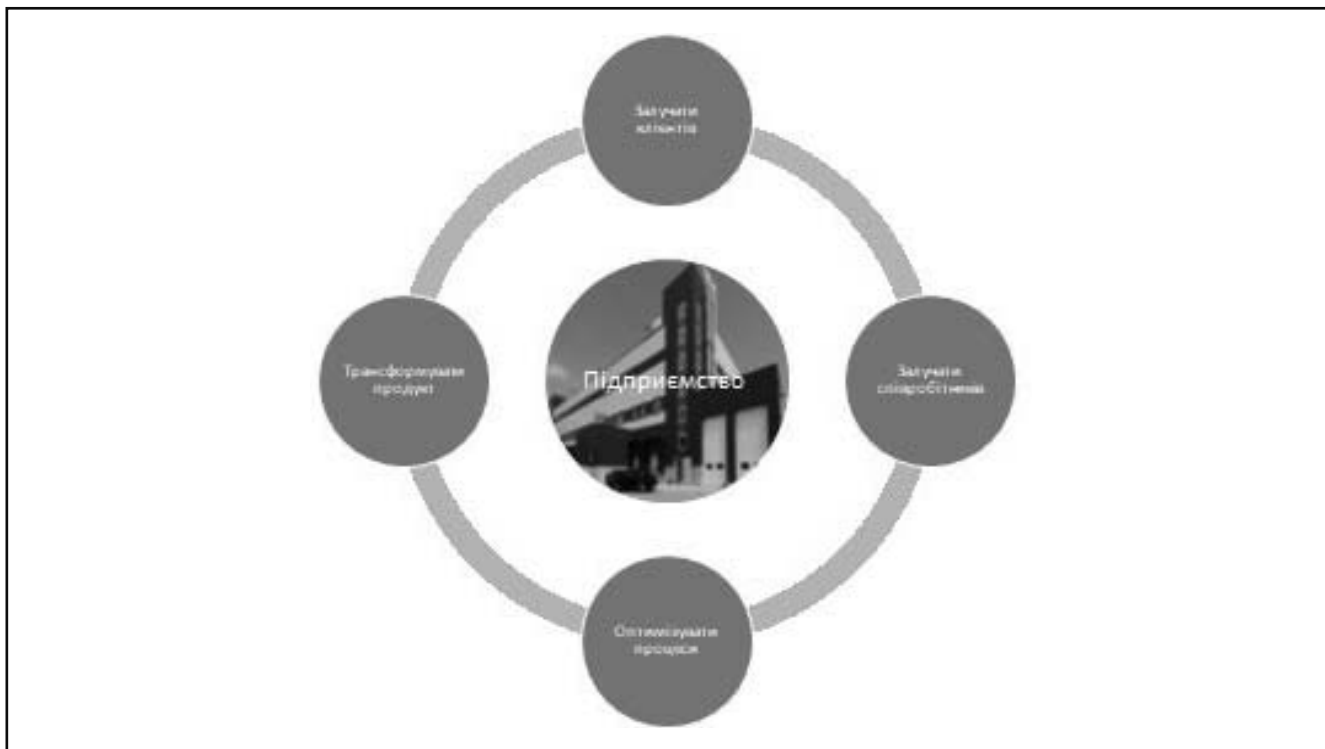 Залучати
клієнтів
Трансформувати
продукт
Підприємство
Залучати
співробітників
Оптимізувати
процеси